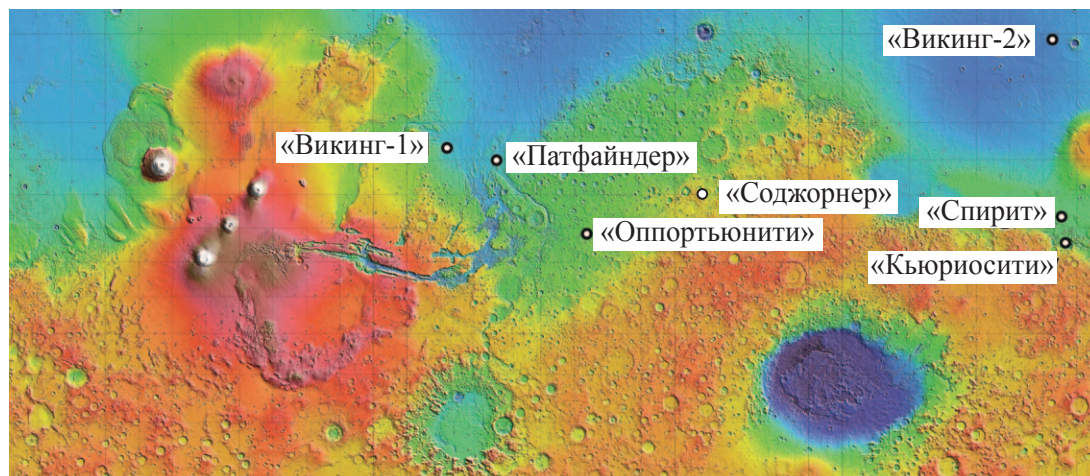 «Викинг-2»
«Викинг-1»
«Патфайндер»
«Соджорнер»
«Спирит»
«Оппортьюнити»
«Кьюриосити»